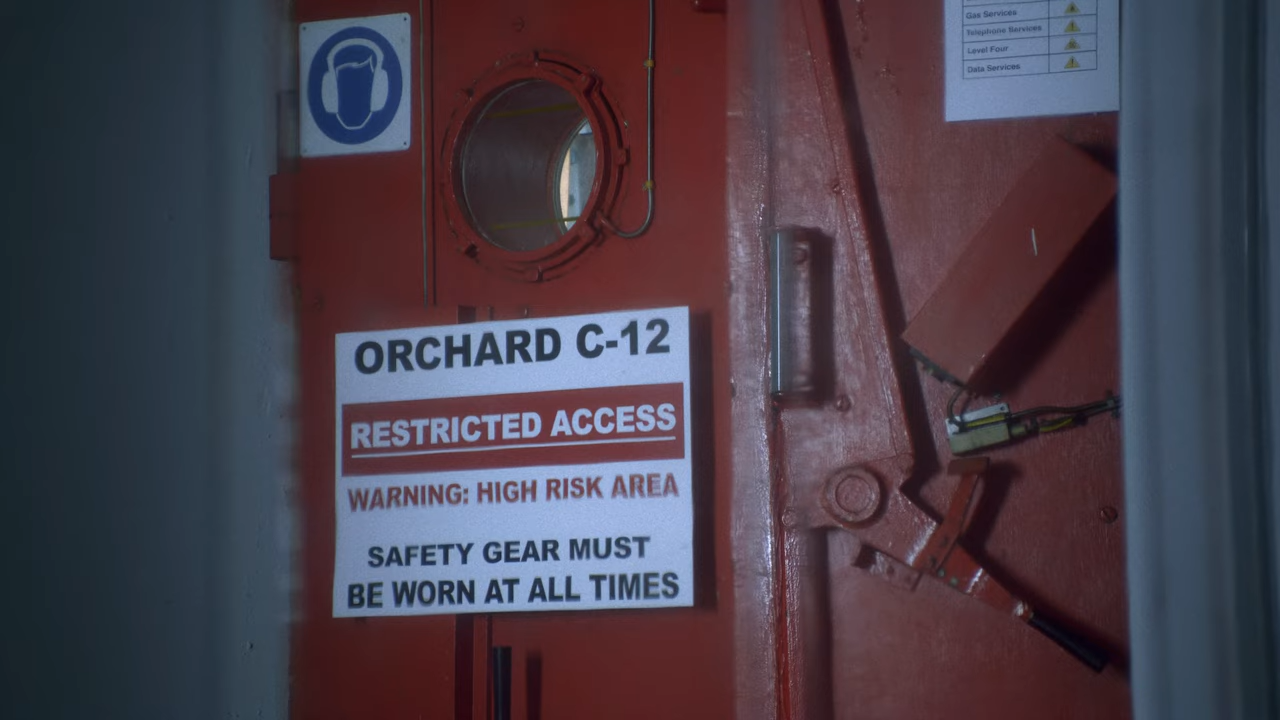 Gas Services
Telephone Services
Level Four
Data Services
ORCHARD C-12
RESTRICTED ACCESS
WARNING: HIGH RISK AREA
SAFETY GEAR MUST
BE WORN AT ALL TIMES